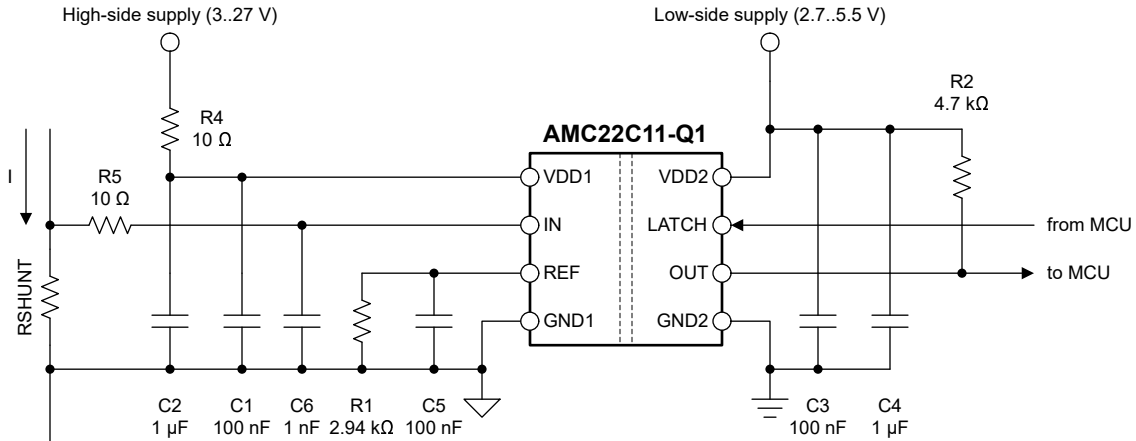 High-side supply (3..27 V)
Low-side supply (2.7..5.5 V)
R2
4.7 kΩ
R4
10 Ω
AMC22C11-Q1
I
R5
10 Ω
VDD1
VDD2
IN
LATCH
from MCU
REF
OUT
to MCU
RSHUNT
GND1
GND2
C2
1 µF
C1
100 nF
C6
1 nF
R1
2.94 kΩ
C5
100 nF
C3
100 nF
C4
1 µF